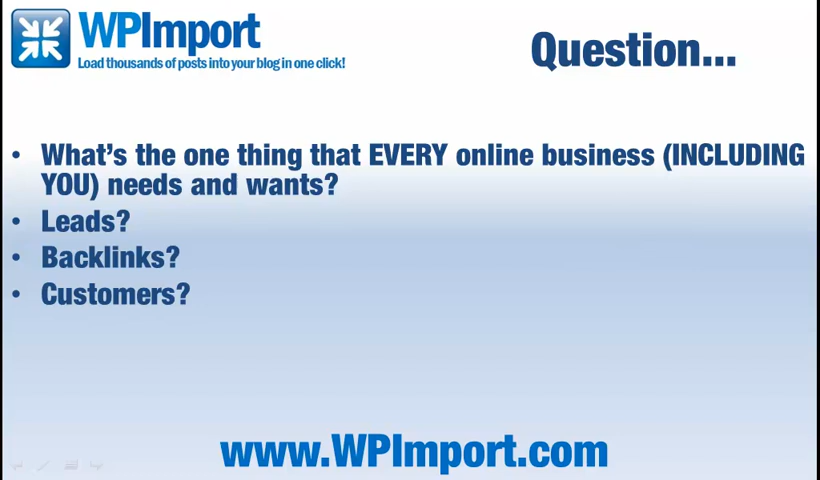 WPImport
Load thousands of posts into your blog in one click!
Question...
• What's the one thing that EVERY online business (INCLUDING
YOU) needs and wants?
• Leads?
• Backlinks?
• Customers?
www.WPImport.com